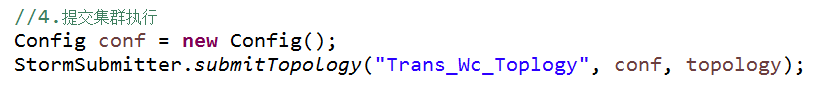 //4.提交集群执行
Config conf = new Config();
StormSubmitter.submitTopology("Trans_Wc_Toplogy", conf, topology);